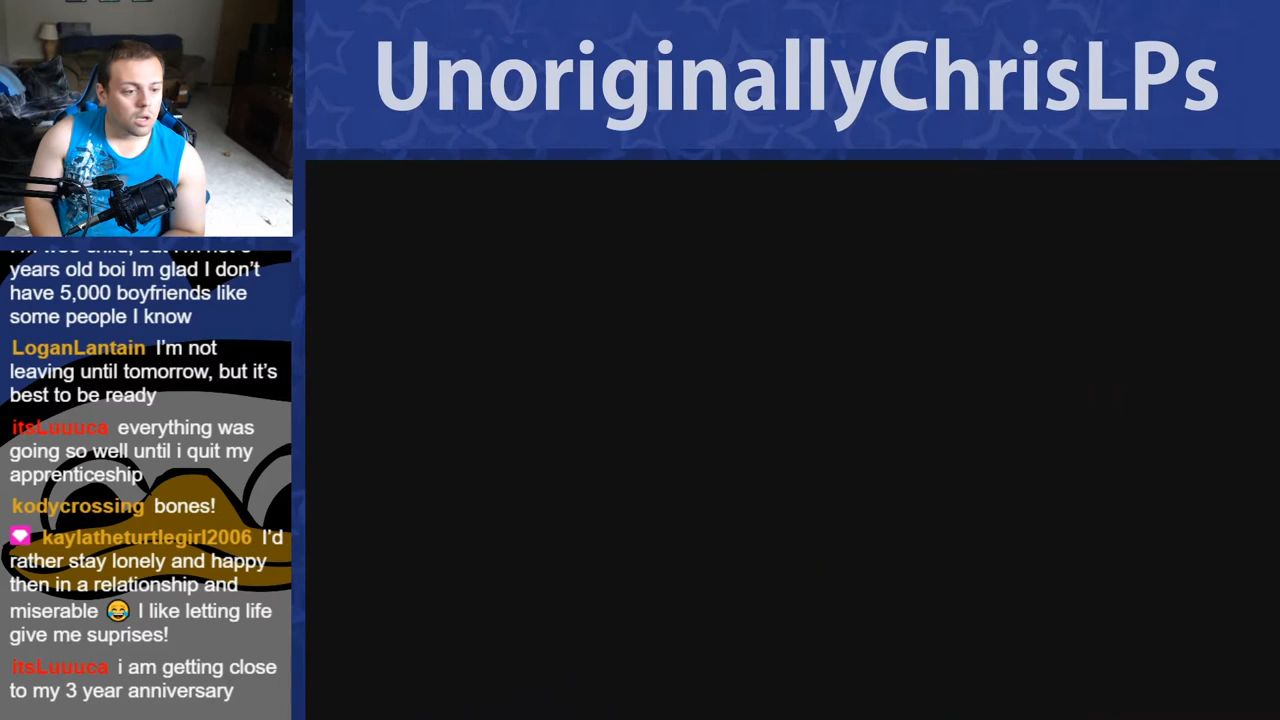 UnoriginallyChrisLPs
years old boi Im glad I don't
have 5,000 boyfriends like
some people I know
LoganLantain I'm not
leaving until tomorrow, but it's
best to be ready
itsLuuuca everything was
going so well until i quit my
apprenticeship
kodycrossing bones!
kaylatheturtlegirl2006 I'd
rather stay lonely and happy
then in a relationship and
miserable 😂 I like letting life
give me suprises!
itsLuuuca i am getting close
to my 3 year anniversary